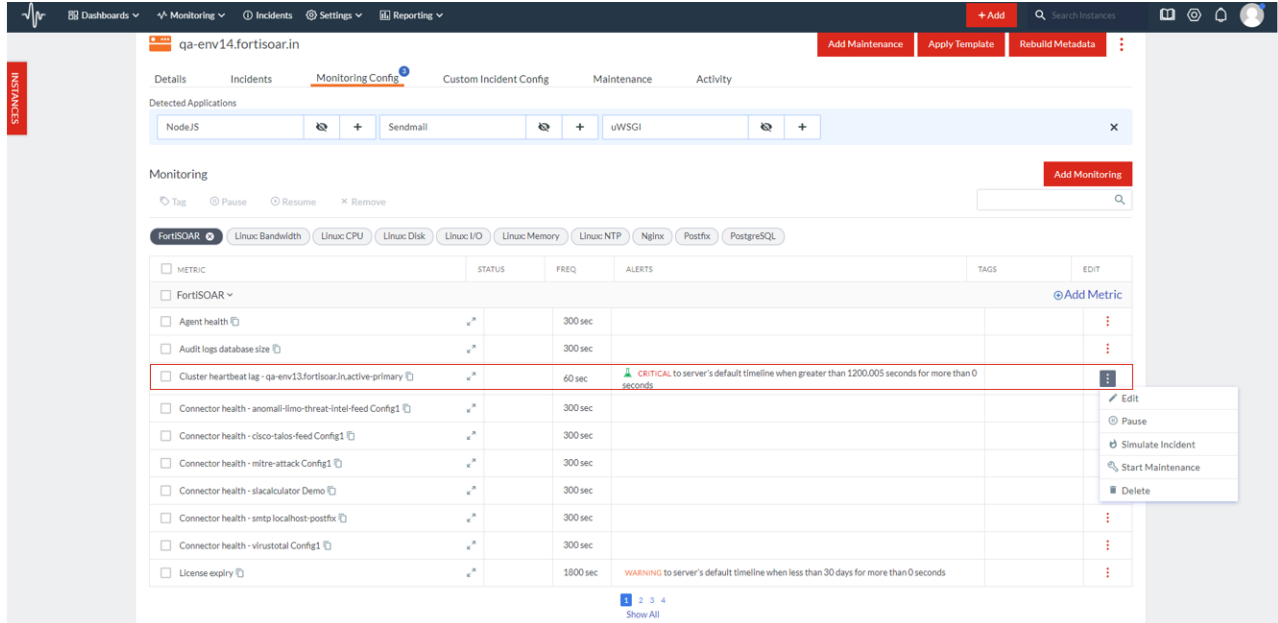 Dashboards Monitoring Incidents Settings Reporting + Add Search Instances
qa-env14.fortisoar.in Add Maintenance Apply Template Rebuild Metadata
INSTANCES
Details Incidents Monitoring Config 3 Custom Incident Config Maintenance Activity
Detected Applications
NodeJS + Sendmail + uWSGI +
Monitoring Add Monitoring
Tag Pause Resume × Remove
FortiSOAR Linux: Bandwidth Linux: CPU Linux: Disk Linux: I/O Linux: Memory Linux: NTP Nginx Postfix PostgreSQL
METRIC STATUS FREQ ALERTS TAGS EDIT
FortiSOAR Add Metric
Agent health 300 sec
Audit logs database size 300 sec
Cluster heartbeat lag - qa-env13.fortisoar.in,active-primary 60 sec CRITICAL to server's default timeline when greater than 1200.005 seconds for more than 0
seconds
Edit
Connector health - anomali-limo-threat-intel-feed Config1 300 sec
Pause
Connector health - cisco-talos-feed Config1 300 sec
Simulate Incident
Connector health - mitre-attack Config1 300 sec
Start Maintenance
Connector health - slacalculator Demo 300 sec
Delete
Connector health - smtp localhost-postfix 300 sec
Connector health - virustotal Config1 300 sec
License expiry 1800 sec WARNING to server's default timeline when less than 30 days for more than 0 seconds
1 2 3 4
Show All